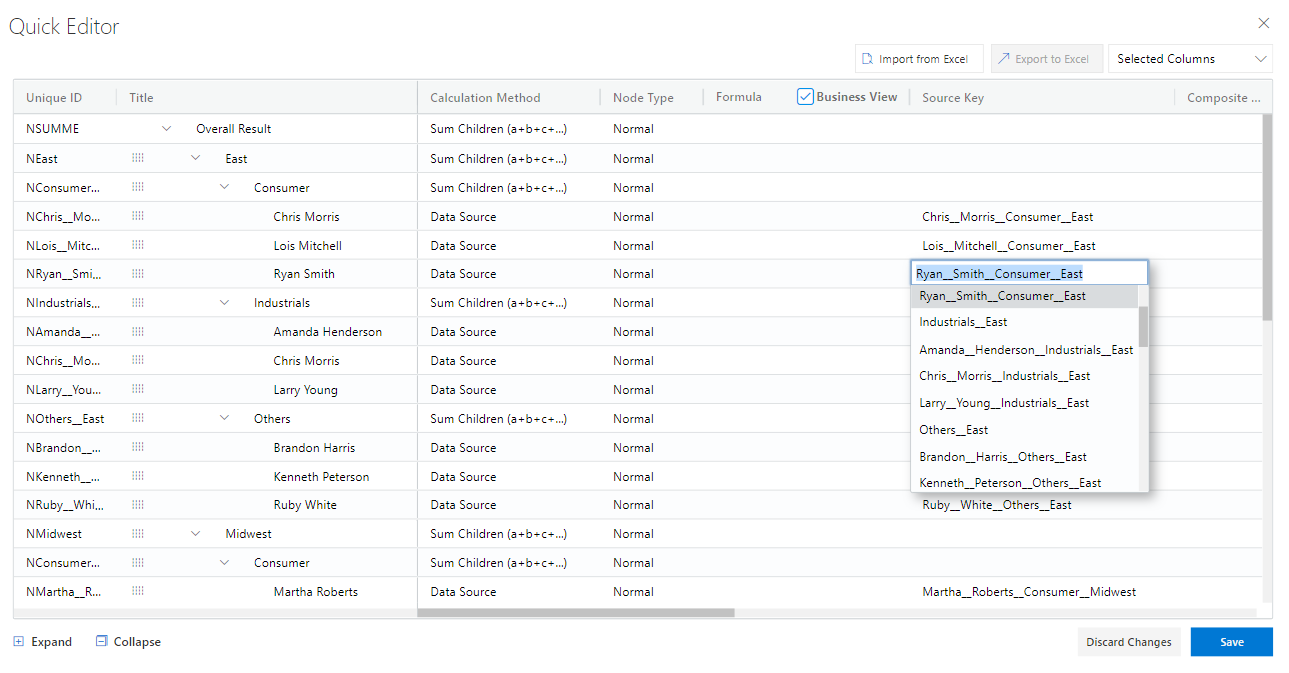 Quick Editor
Import from Excel Export to Excel Selected Columns
Unique ID Title Calculation Method Node Type Formula Business View Source Key Composite ...
NSUMME Overall Result Sum Children (a+b+c+...) Normal
NEast East Sum Children (a+b+c+...) Normal
NConsumer... Consumer Sum Children (a+b+c+...) Normal
NChris__Mo... Chris Morris Data Source Normal Chris__Morris__Consumer__East
NLois__Mitc... Lois Mitchell Data Source Normal Lois__Mitchell__Consumer__East
NRyan__Smi... Ryan Smith Data Source Normal Ryan__Smith__Consumer__East
Ryan__Smith__Consumer__East
NIndustrials... Industrials Sum Children (a+b+c+...) Normal
Industrials__East
NAmanda__... Amanda Henderson Data Source Normal
Amanda__Henderson__Industrials__East
NChris__Mo... Chris Morris Data Source Normal
Chris__Morris__Industrials__East
NLarry__You... Larry Young Data Source Normal
Larry__Young__Industrials__East
NOthers__East Others Sum Children (a+b+c+...) Normal
Others__East
NBrandon__... Brandon Harris Data Source Normal
Brandon__Harris__Others__East
NKenneth__... Kenneth Peterson Data Source Normal
Kenneth__Peterson__Others__East
NRuby__Whi... Ruby White Data Source Normal Ruby__White__Others__East
NMidwest Midwest Sum Children (a+b+c+...) Normal
NConsumer... Consumer Sum Children (a+b+c+...) Normal
NMartha__R... Martha Roberts Data Source Normal Martha__Roberts__Consumer__Midwest
Expand Collapse Discard Changes Save